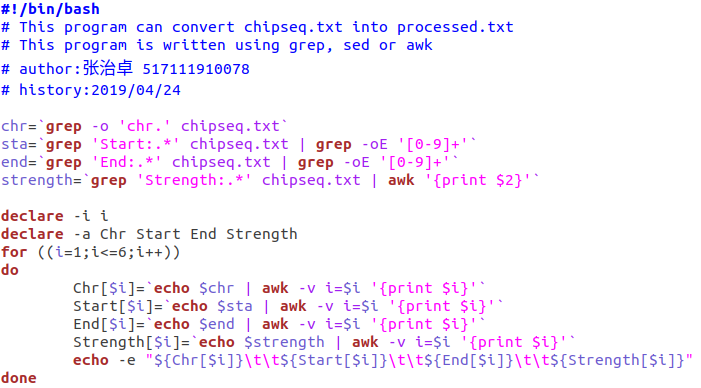 #!/bin/bash
# This program can convert chipseq.txt into processed.txt
# This program is written using grep, sed or awk
# author:张治卓 517111910078
# history:2019/04/24
chr=`grep -o 'chr.' chipseq.txt`
sta=`grep 'Start:.*' chipseq.txt | grep -oE '[0-9]+'`
end=`grep 'End:.*' chipseq.txt | grep -oE '[0-9]+'`
strength=`grep 'Strength:.*' chipseq.txt | awk '{print $2}'`
declare -i i
declare -a Chr Start End Strength
for ((i=1;i<=6;i++))
do
        Chr[$i]=`echo $chr | awk -v i=$i '{print $i}'`
        Start[$i]=`echo $sta | awk -v i=$i '{print $i}'`
        End[$i]=`echo $end | awk -v i=$i '{print $i}'`
        Strength[$i]=`echo $strength | awk -v i=$i '{print $i}'`
        echo -e "${Chr[$i]}\t\t${Start[$i]}\t\t${End[$i]}\t\t${Strength[$i]}"
done